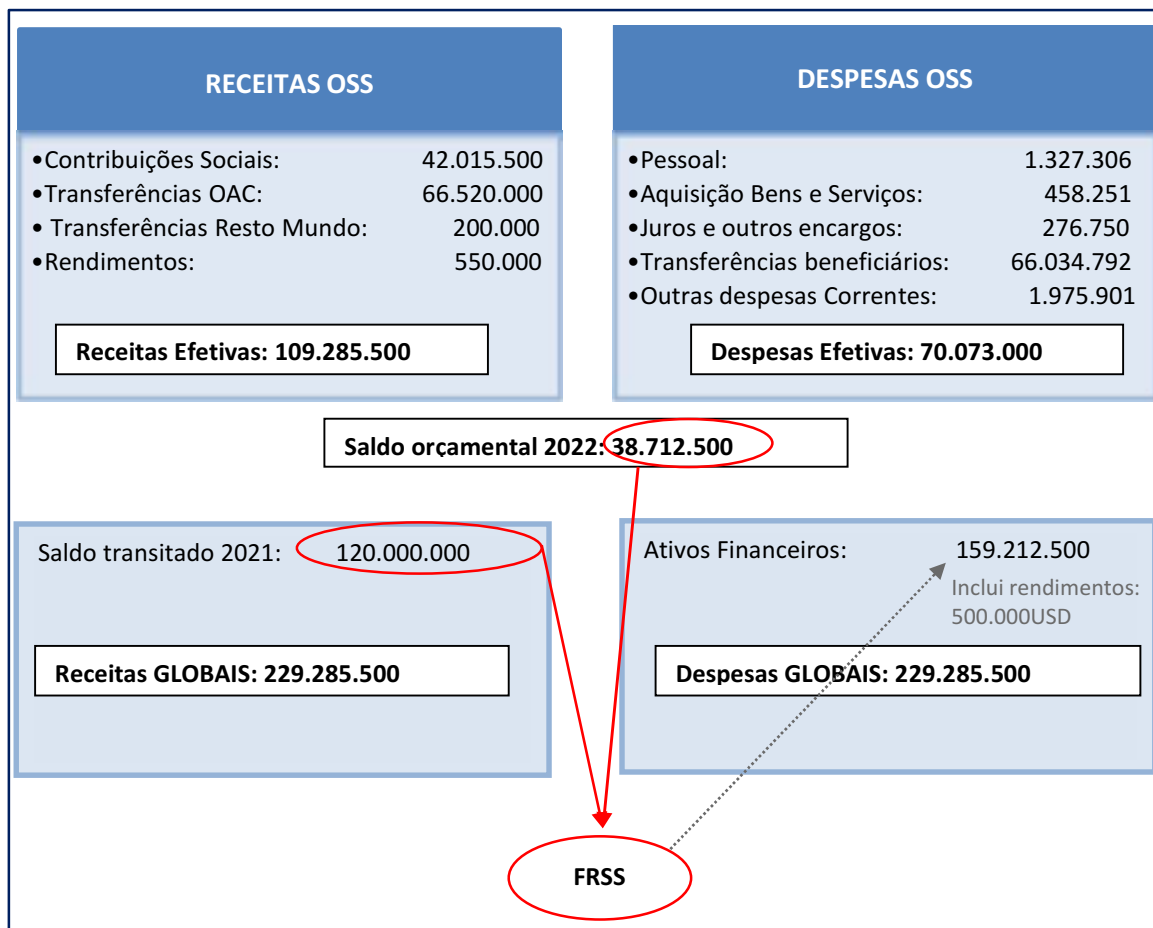 RECEITAS OSS
•Contribuições Sociais: 42.015.500
•Transferências OAC: 66.520.000
• Transferências Resto Mundo: 200.000
•Rendimentos: 550.000
Receitas Efetivas: 109.285.500
DESPESAS OSS
•Pessoal: 1.327.306
•Aquisição Bens e Serviços: 458.251
•Juros e outros encargos: 276.750
•Transferências beneficiários: 66.034.792
•Outras despesas Correntes: 1.975.901
Despesas Efetivas: 70.073.000
Saldo orçamental 2022: 38.712.500
Saldo transitado 2021: 120.000.000
Receitas GLOBAIS: 229.285.500
Ativos Financeiros: 159.212.500
Inclui rendimentos:
500.000USD
Despesas GLOBAIS: 229.285.500
FRSS